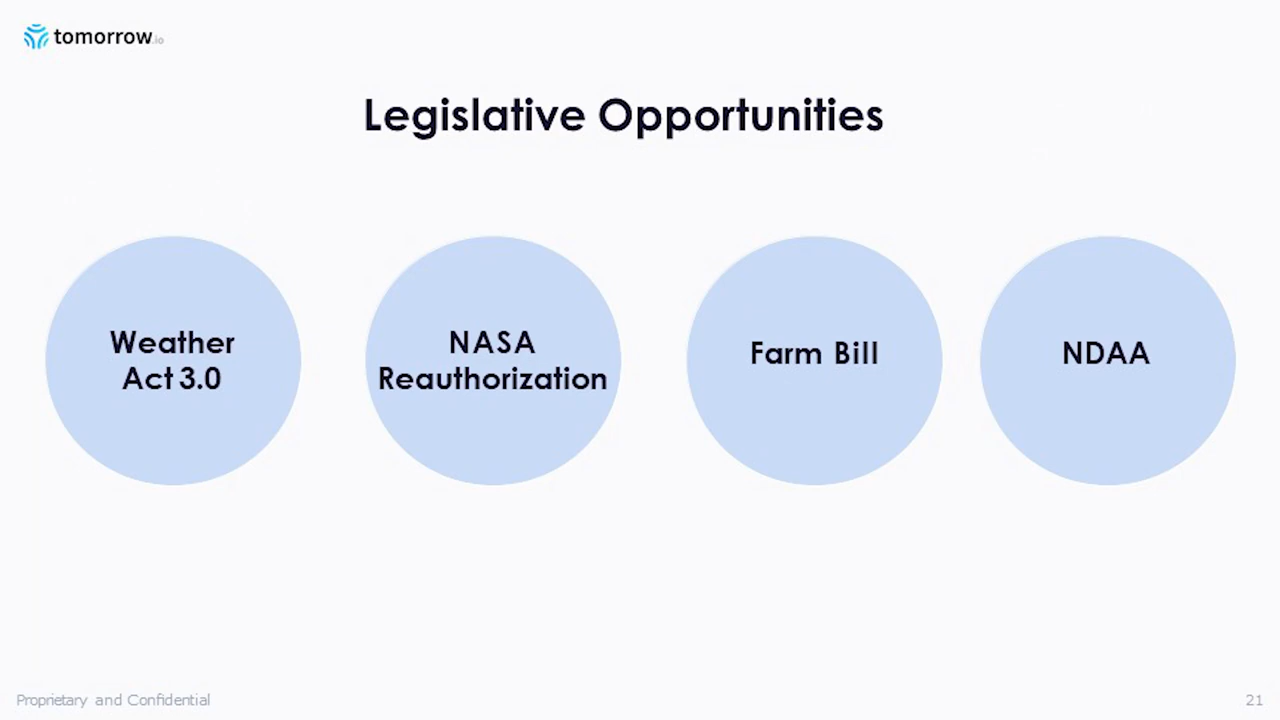 tomorrow.io
Legislative Opportunities
Weather
Act 3.0
NASA
Reauthorization
Farm Bill
NDAA
Proprietary and Confidential
21